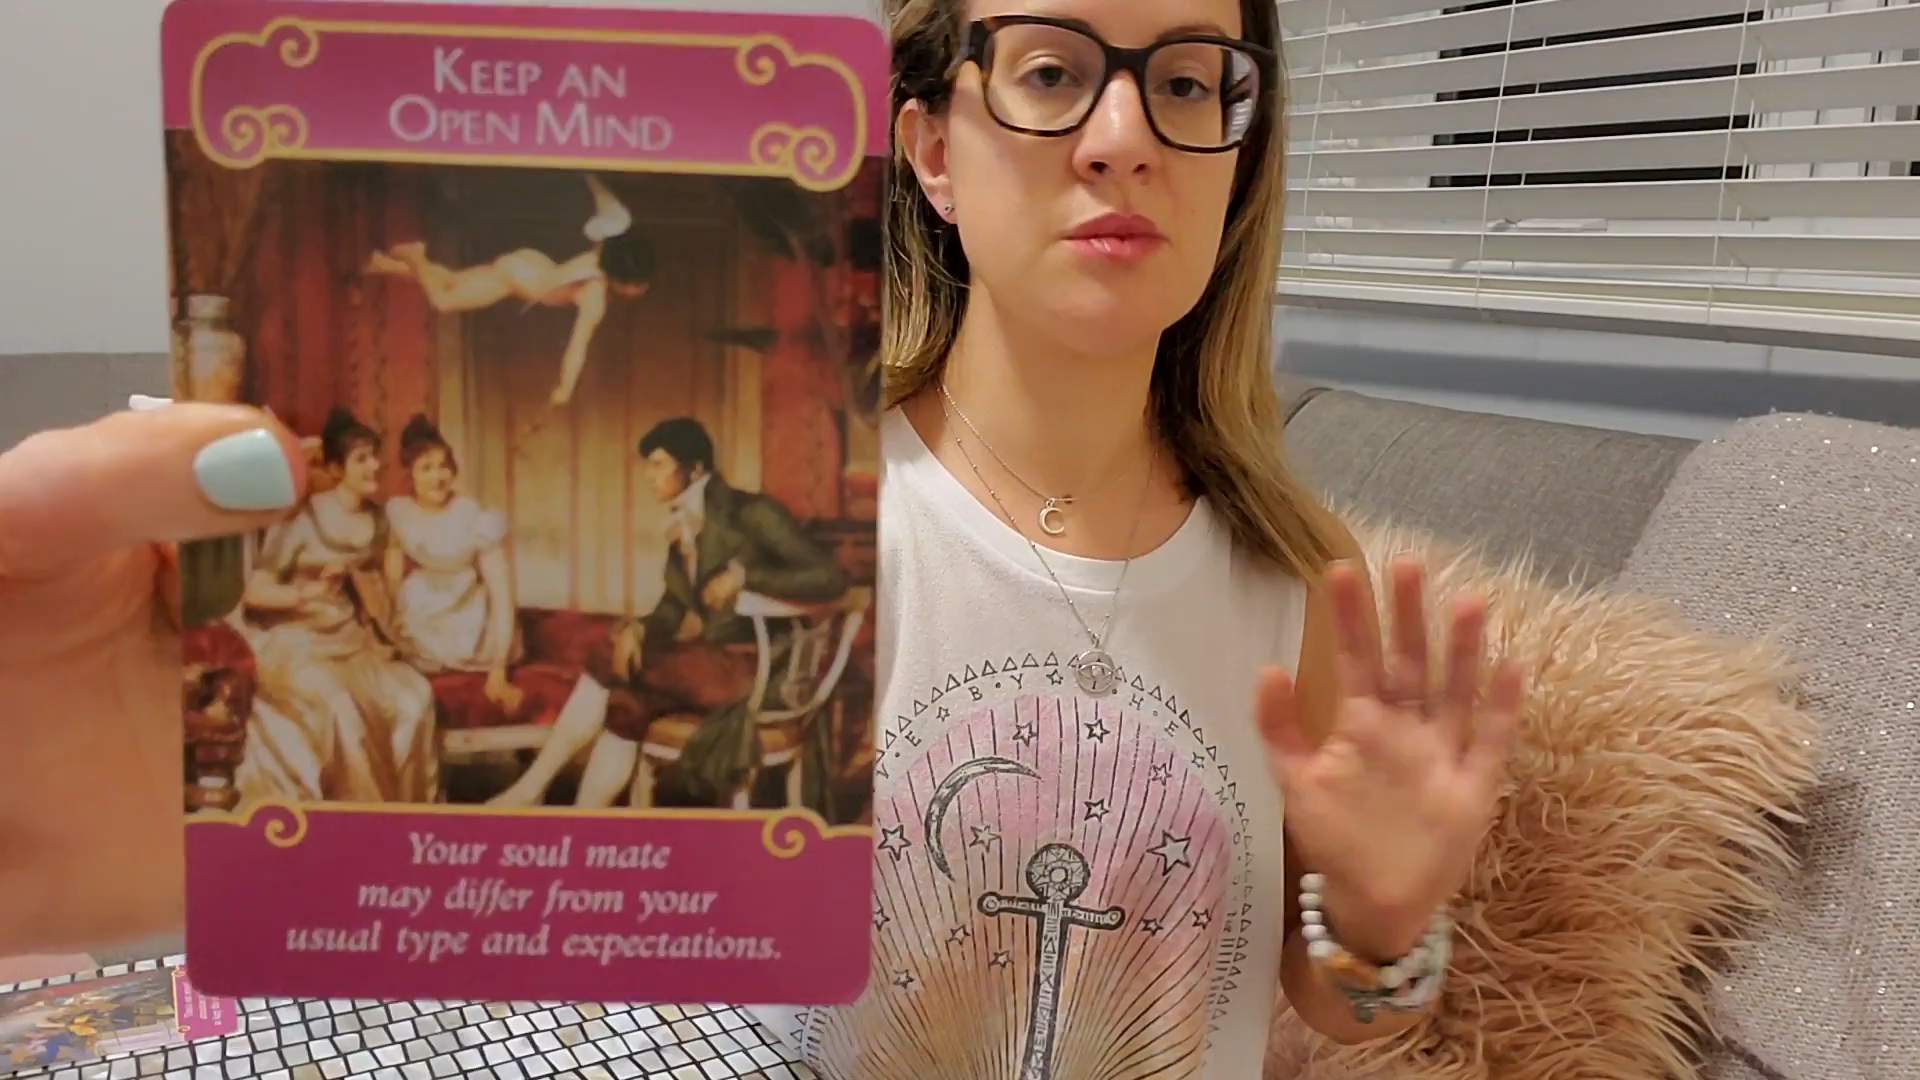 KEEP AN
OPEN MIND
Your soul mate
may differ from your
usual type and expectations.